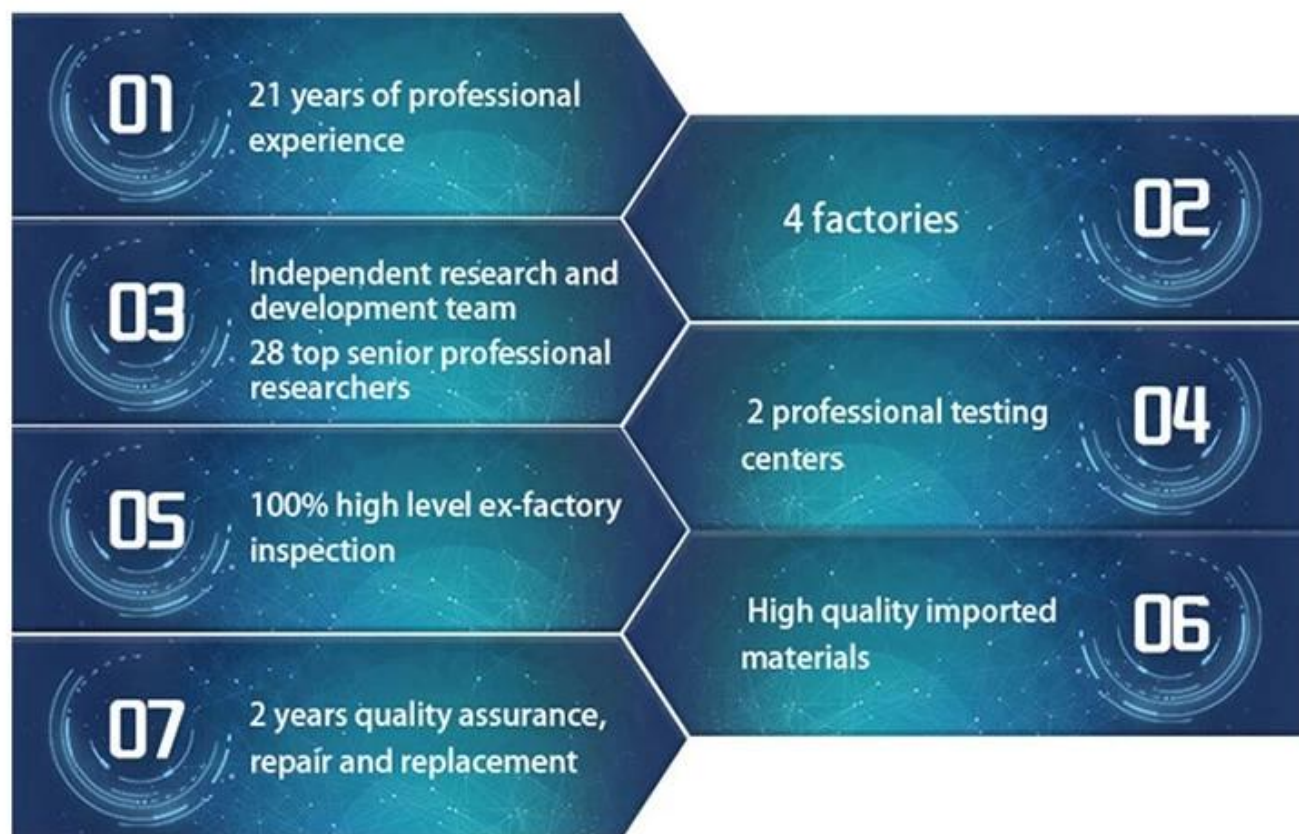 01
21 years of professional
experience
02
4 factories
03
Independent research and
development team
28 top senior professional
researchers
04
2 professional testing
centers
05
100% high level ex-factory
inspection
06
High quality imported
materials
07
2 years quality assurance,
repair and replacement